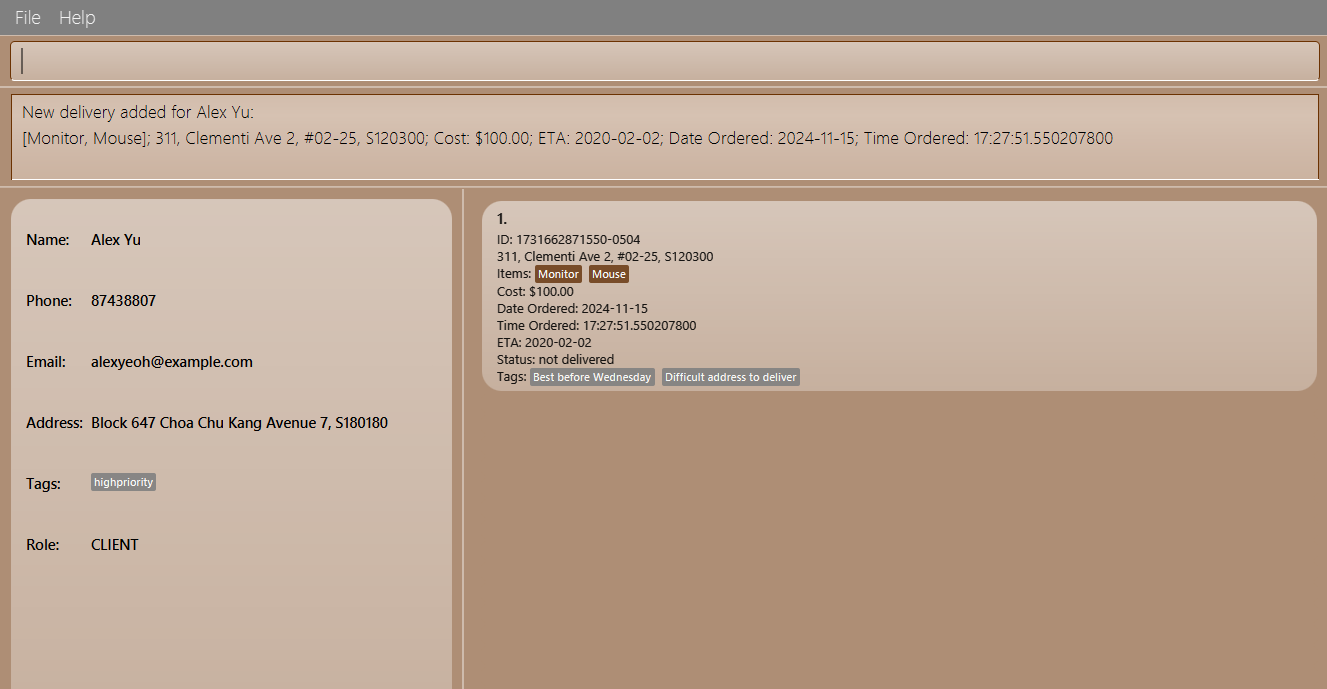 File Help
New delivery added for Alex Yu:
[Monitor, Mouse]; 311, Clementi Ave 2, #02-25, S120300; Cost: $100.00; ETA: 2020-02-02; Date Ordered: 2024-11-15; Time Ordered: 17:27:51.550207800
Name: Alex Yu
Phone: 87438807
Email: alexyeoh@example.com
Address: Block 647 Choa Chu Kang Avenue 7, S180180
Tags: highpriority
Role: CLIENT
1.
ID: 1731662871550-0504
311, Clementi Ave 2, #02-25, S120300
Items: Monitor Mouse
Cost: $100.00
Date Ordered: 2024-11-15
Time Ordered: 17:27:51.550207800
ETA: 2020-02-02
Status: not delivered
Tags: Best before Wednesday Difficult address to deliver